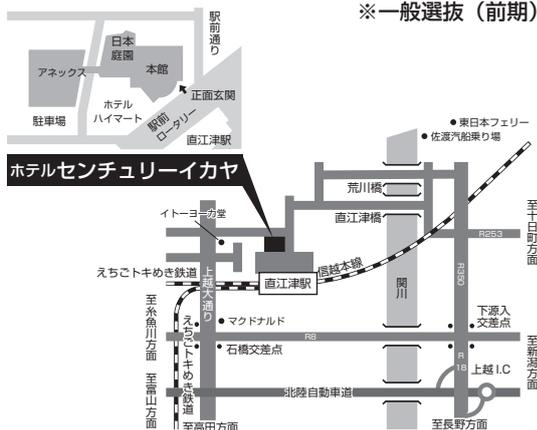 ※一般選抜（前期）
駅前通り
日本
庭園
アネックス
本館
ホテル
ハイマート
正面玄関
駅前
ロータリー
駐車場
直江津駅
ホテルセンチュリーイカヤ
東日本フェリー
佐渡汽船乗り場
荒川橋
直江津橋
イトーヨーカ堂
至十日町方面
R253
えちごトキめき鉄道
上越大通り
直江津駅
信越本線
関川
R350
至糸魚川方面
えちごトキめき鉄道
マクドナルド
下源入
交差点
R8
石橋交差点
至新潟方面
R
18
上越I.C
至富山方面
北陸自動車道
至高田方面
至長野方面